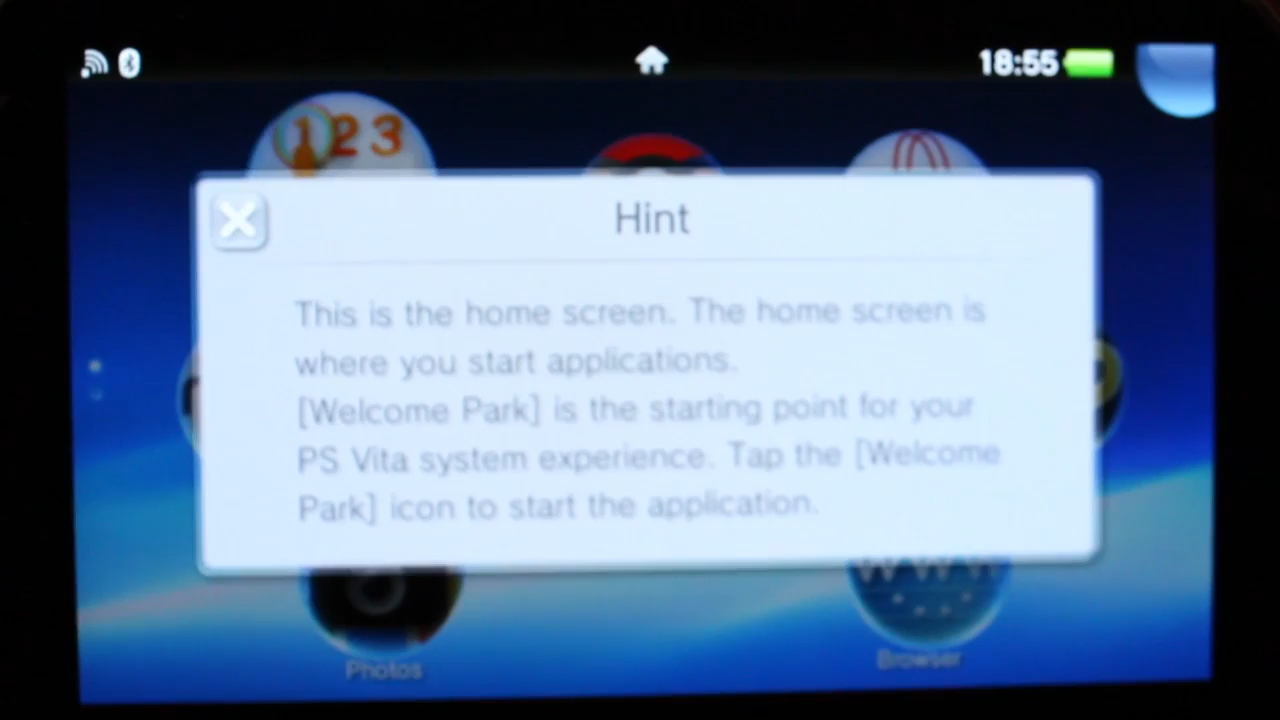 18:55
123
Hint
This is the home screen. The home screen is
where you start applications.
[Welcome Park] is the starting point for your
PS Vita system experience. Tap the [Welcome
Park] icon to start the application.
Photos
Browser